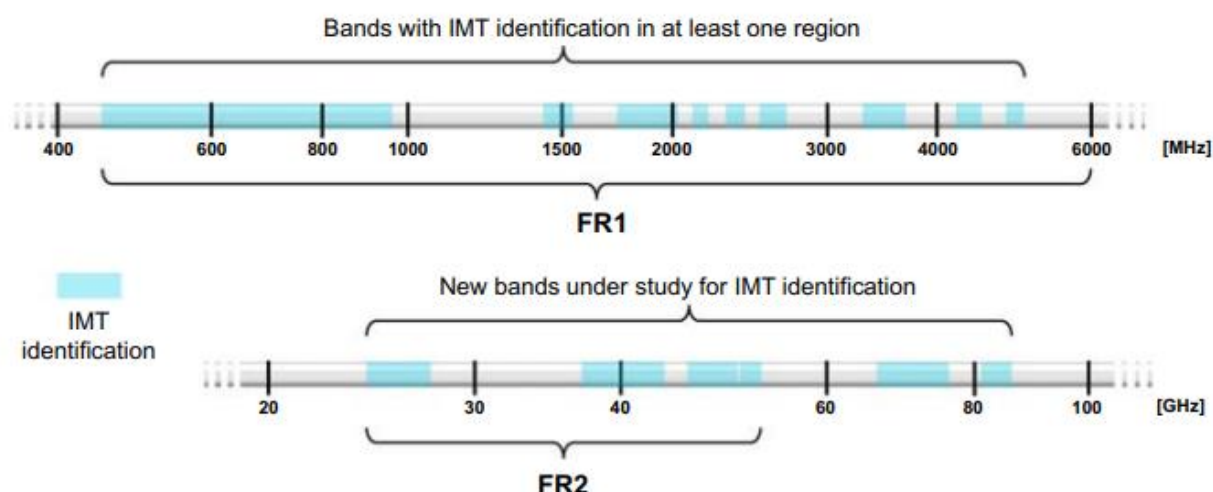 Bands with IMT identification in at least one region
400 600 800 1000 1500 2000 3000 4000 6000 [MHz]
FR1
New bands under study for IMT identification
IMT
identification
20 30 40 60 80 100 [GHz]
FR2